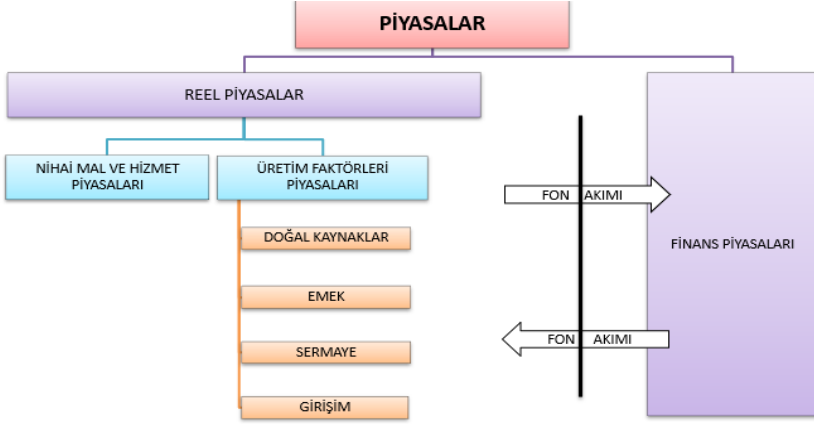 PİYASALAR
REEL PİYASALAR
NİHAİ MAL VE HİZMET
PİYASALARI
ÜRETİM FAKTÖRLERİ
PİYASALARI
DOĞAL KAYNAKLAR
EMEK
SERMAYE
GİRİŞİM
FON AKIMI
FON AKIMI
FİNANS PİYASALARI